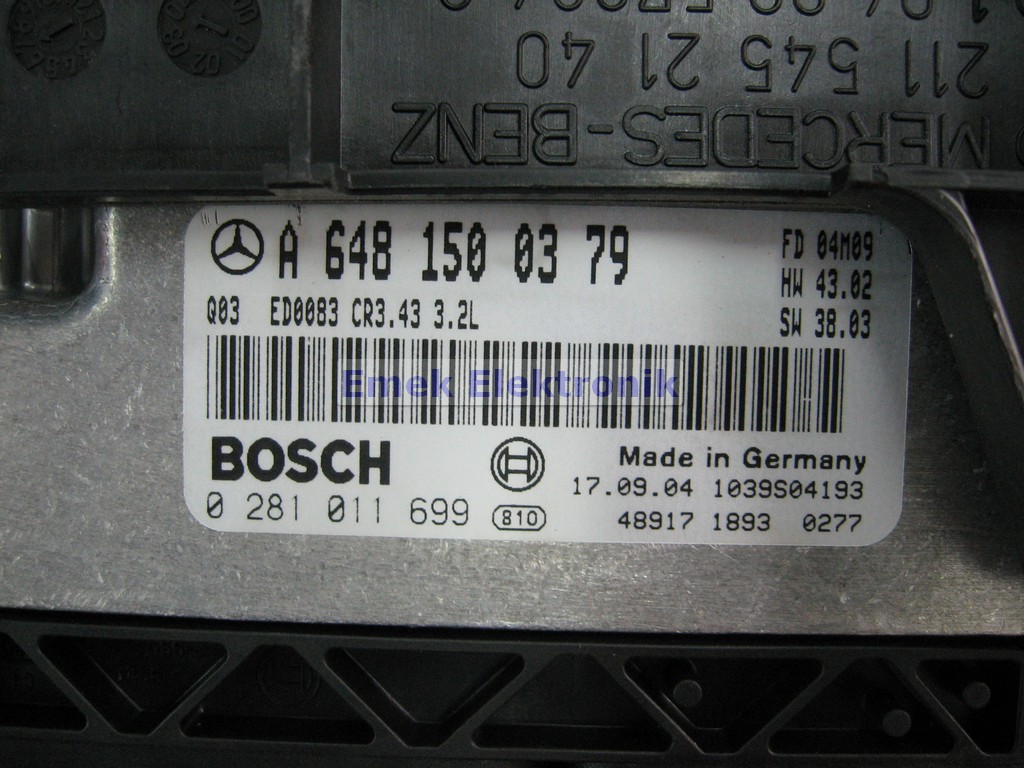 211 545 21 40
MERCEDES-BENZ
A 648 150 03 79
FD 04M09
HW 43.02
Q03 ED0083 CR3.43 3.2L
SW 38.03
Emek Elektronik
BOSCH
Made in Germany
17.09.04 1039S04193
0 281 011 699
810
48917 1893 0277